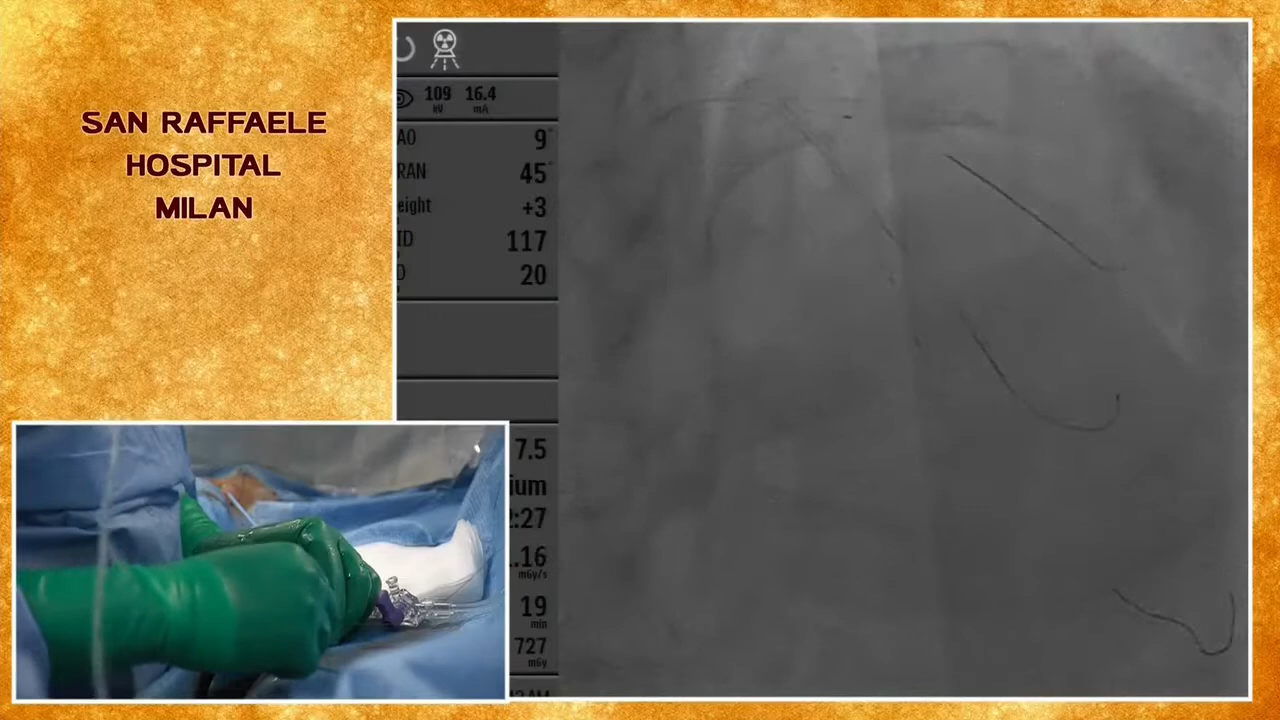 SAN RAFFAELE
HOSPITAL
MILAN
109 16.4
kV mA
AO 9°
RAN 45°
eight +3
ID 117
20
7.5
ium
:27
.16
mGy/s
19
min
727
mGy